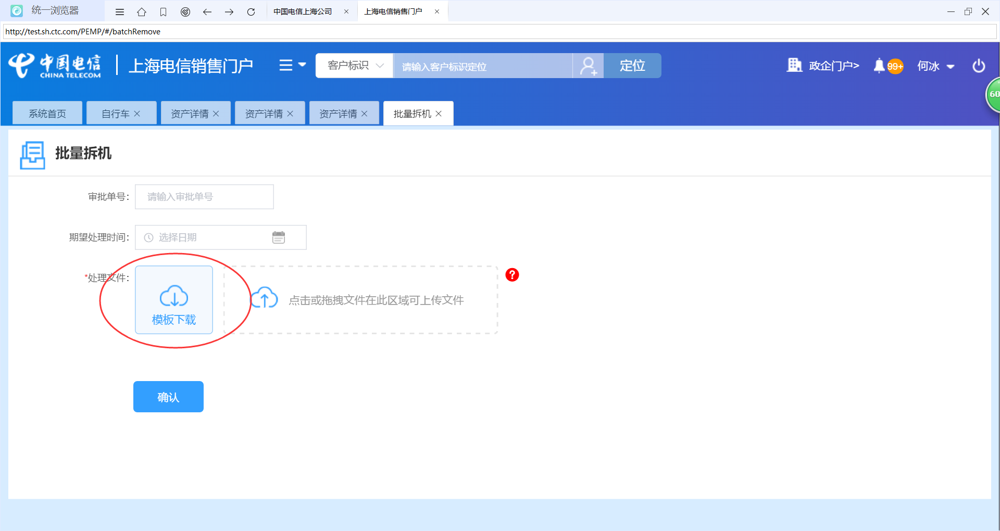 统一浏览器
中国电信上海公司
上海电信销售门户
http://test.sh.ctc.com/PEMP/#/batchRemove
中国电信
CHINA TELECOM
上海电信销售门户
客户标识
请输入客户标识定位
定位
政企门户>
99+
何冰
60
系统首页
自行车
资产详情
资产详情
资产详情
批量拆机
批量拆机
审批单号:
请输入审批单号
期望处理时间:
选择日期
*处理文件:
模板下载
点击或拖拽文件在此区域可上传文件
?
确认